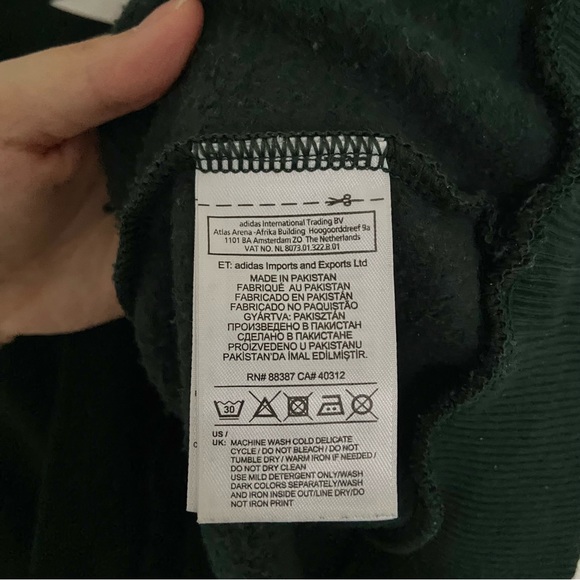 adidas International Trading BV
Atlas Arena -Afrika Building Hoogoorddreef 9a
1101 BA Amsterdam ZO The Netherlands
VAT NO. NL 8073.01.322.B.01
ET: adidas Imports and Exports Ltd
MADE IN PAKISTAN
FABRIQUÉ AU PAKISTAN
FABRICADO EN PAKISTÁN
FABRICADO NO PAQUISTÃO
GYÁRTVA: PAKISZTÁN
ПРОИЗВЕДЕНО В ПАКИСТАН
СДЕЛАНО В ПАКИСТАНЕ
PROIZVEDENO U PAKISTANU
PAKİSTAN'DA İMAL EDİLMİŞTİR.
RN# 88387 CA# 40312
30
US /
UK: MACHINE WASH COLD DELICATE
CYCLE / DO NOT BLEACH / DO NOT
TUMBLE DRY / WARM IRON IF NEEDED /
DO NOT DRY CLEAN
USE MILD DETERGENT ONLY/WASH
DARK COLORS SEPARATELY/WASH
AND IRON INSIDE OUT/LINE DRY/DO
NOT IRON PRINT